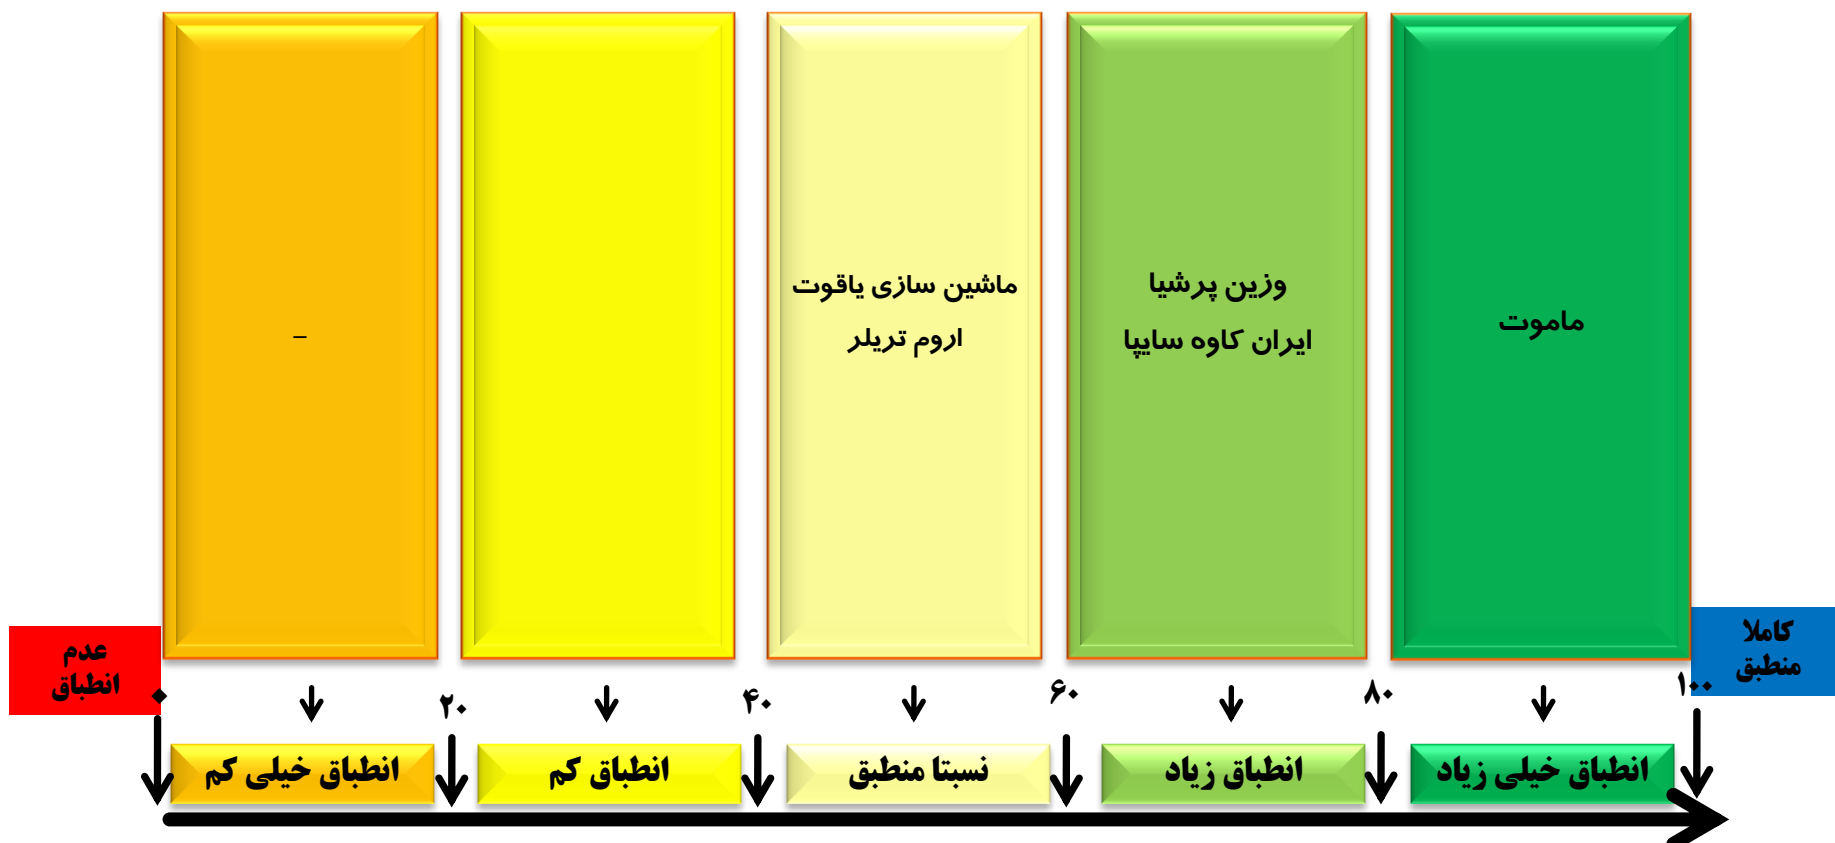 ماموت
وزین پرشیا
ایران کاوه سایپا
ماشین سازی یاقوت
اروم تریلر
_
کاملا
منطبق
عدم
انطباق
۱۰۰
۸۰
۶۰
۴۰
۲۰
۰
انطباق خیلی زیاد
انطباق زیاد
نسبتا منطبق
انطباق کم
انطباق خیلی کم